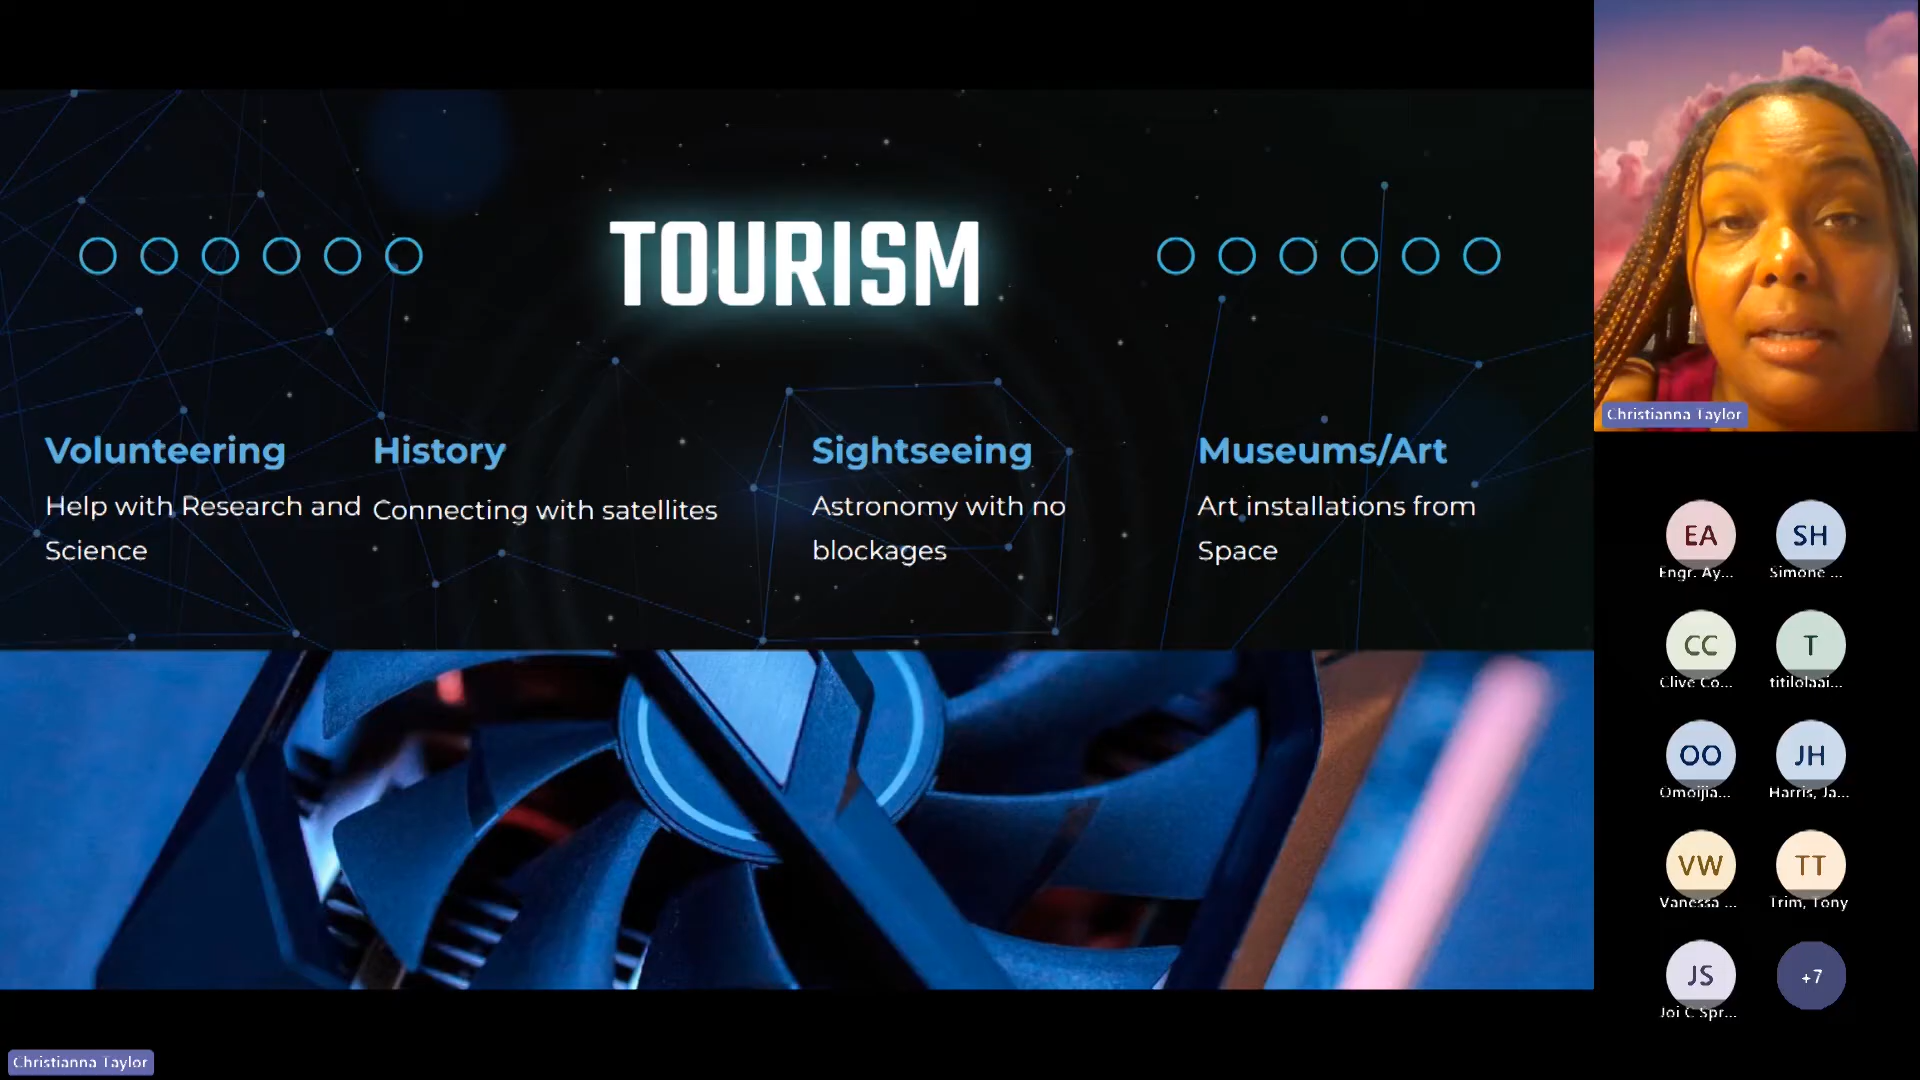 TOURISM
Volunteering
Help with Research and
Science
History
Connecting with satellites
Sightseeing
Astronomy with no
blockages
Museums/Art
Art installations from
Space
Christianna Taylor
EA
Engr. Ay...
SH
Simone ...
CC
Clive Co...
T
titilolaai...
OO
Omojia...
JH
Harris, Ja...
VW
Vanessa ...
TT
Trim, Tony
JS
Joi C Spr...
+7
Christianna Taylor